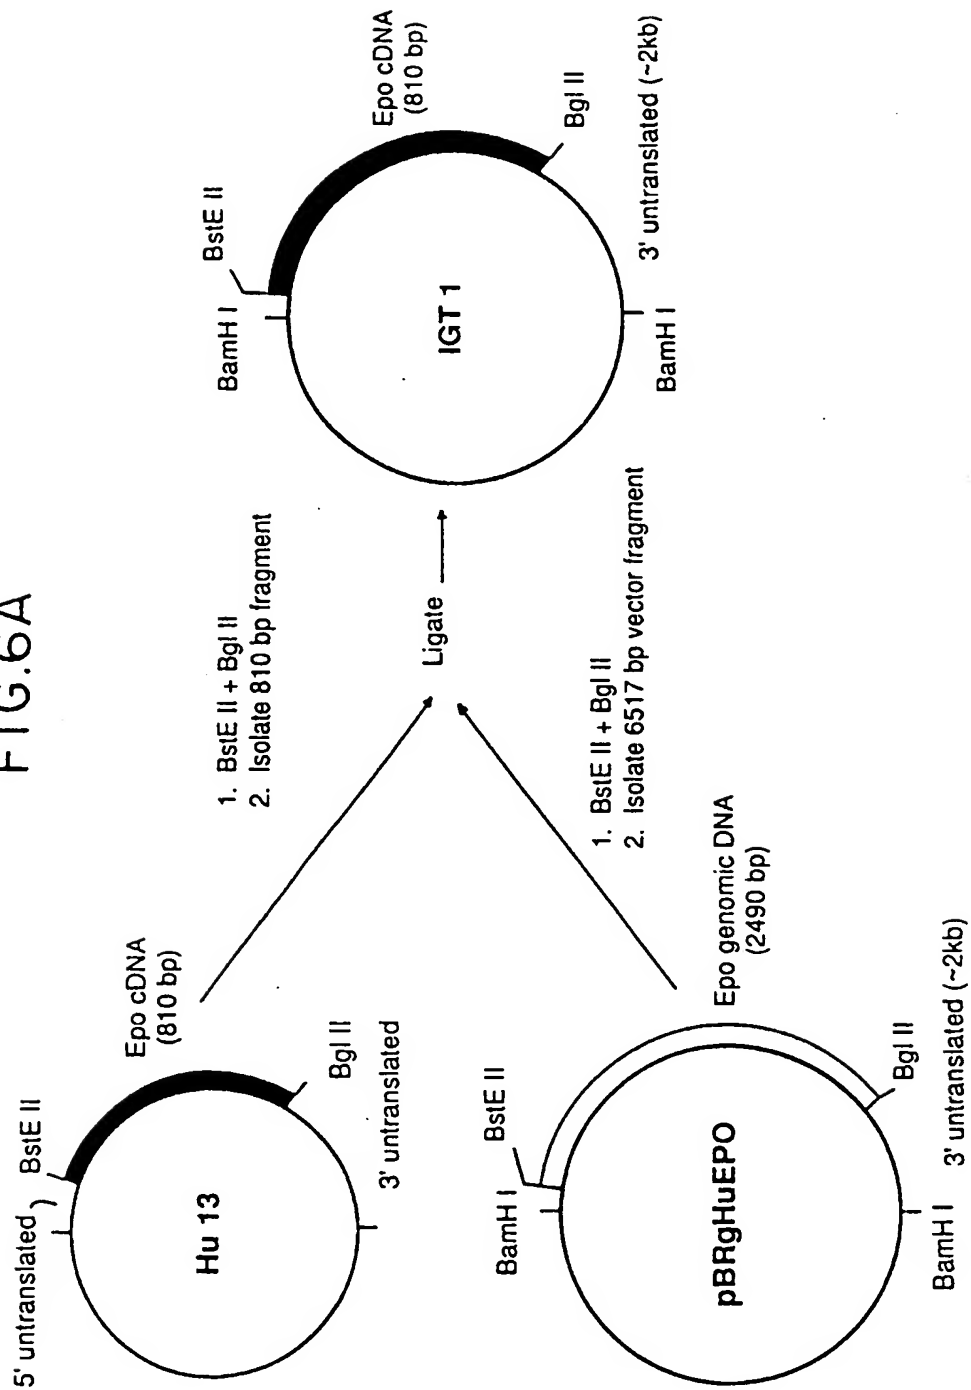 FIG.6A
5' untranslated
BstE II
Epo cDNA
(810 bp)
Hu 13
Bgl II
3' untranslated
1. BstE II + Bgl II
2. Isolate 810 bp fragment
BamH I
BstE II
Epo genomic DNA
(2490 bp)
pBRgHuEPO
Bgl II
BamH I
3' untranslated (~2kb)
1. BstE II + Bgl II
2. Isolate 6517 bp vector fragment
Ligate
BamH I
BstE II
Epo cDNA
(810 bp)
IGT 1
Bgl II
BamH I
3' untranslated (~2kb)